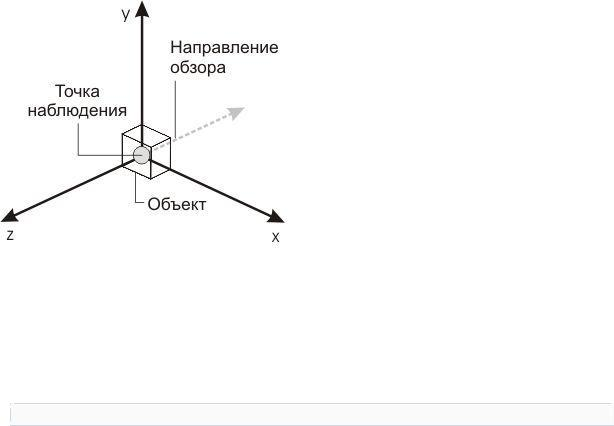 y
Направление
обзора
Точка
наблюдения
Объект
z
x